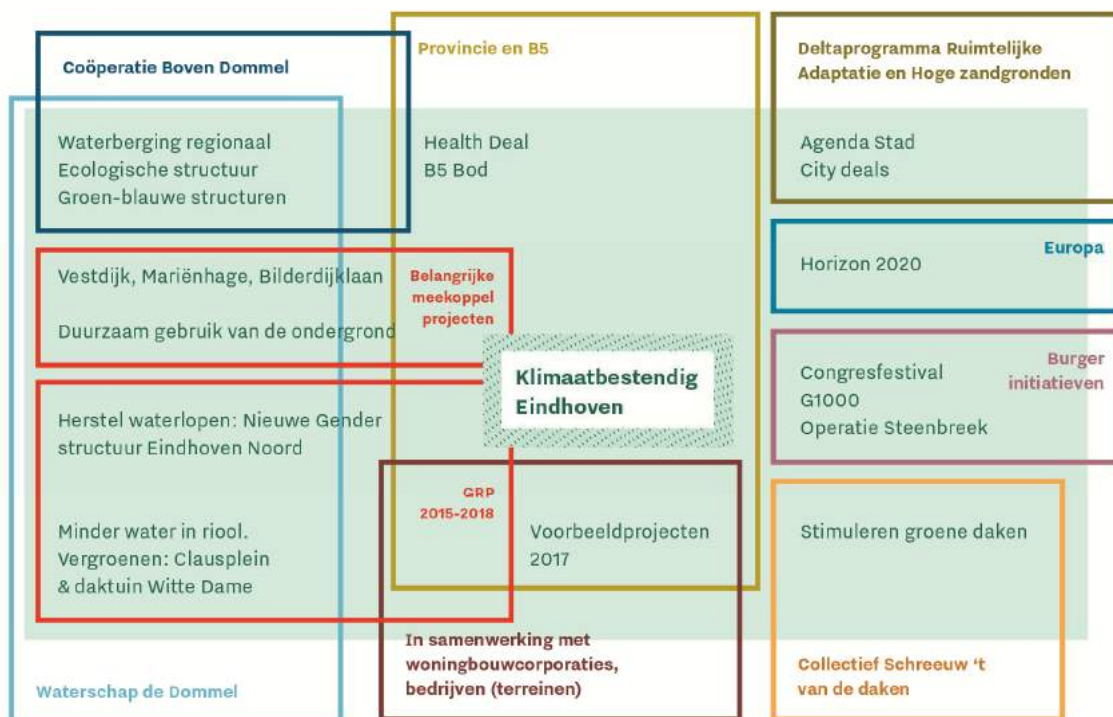 Coöperatie Boven Dommel
Waterberging regionaal
Ecologische structuur
Groen-blauwe structuren
Provincie en B5
Health Deal
B5 Bod
Deltaprogramma Ruimtelijke
Adaptatie en Hoge zandgronden
Agenda Stad
City deals
Vestdijk, Mariënhage, Bilderdijklaan
Duurzaam gebruik van de ondergrond
Belangrijke
meekoppel
projecten
Europa
Horizon 2020
Klimaatbestendig
Eindhoven
Burger
initiatieven
Congresfestival
G1000
Operatie Steenbreek
Herstel waterlopen: Nieuwe Gender
structuur Eindhoven Noord
Minder water in riool.
Vergroenen: Clausplein
& daktuin Witte Dame
GRP
2015-2018
Voorbeeldprojecten
2017
Stimuleren groene daken
In samenwerking met
woningbouwcorporaties,
bedrijven (terreinen)
Collectief Schreeuw ‘t
van de daken
Waterschap de Dommel